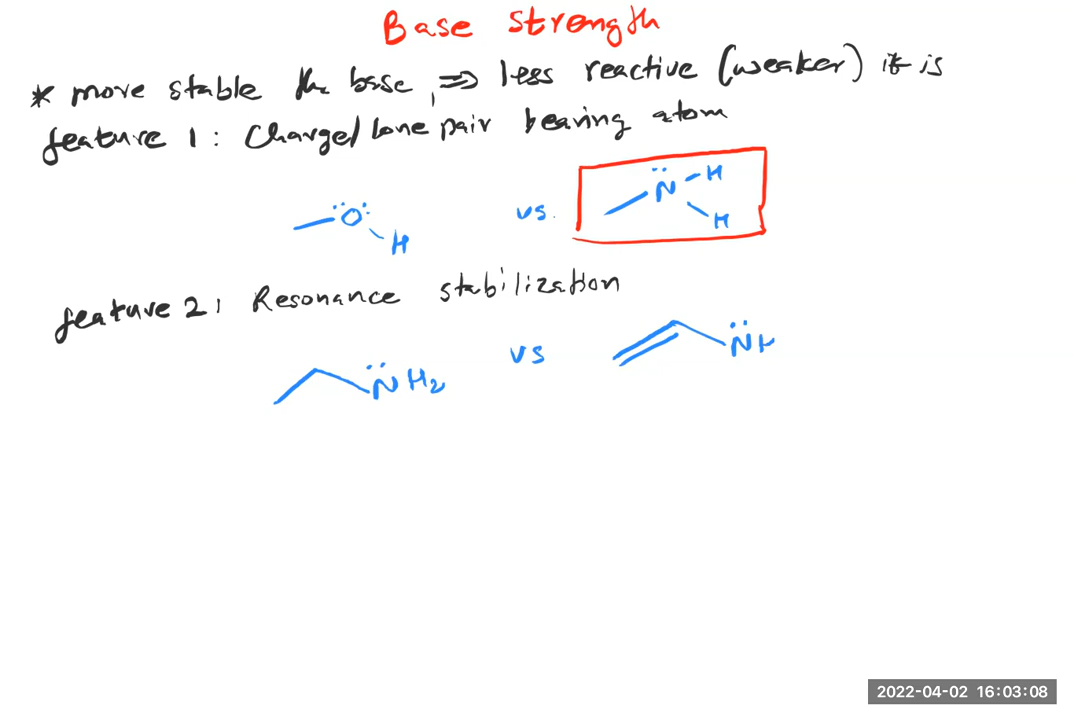 Base strength
* more stable the base, => less reactive (weaker) it is
feature 1: Charge/lone pair bearing atom
:Ö: H vs. N̈ H H
feature 2: Resonance stabilization
N̈H2 vs N̈H
2022-04-02 16:03:08